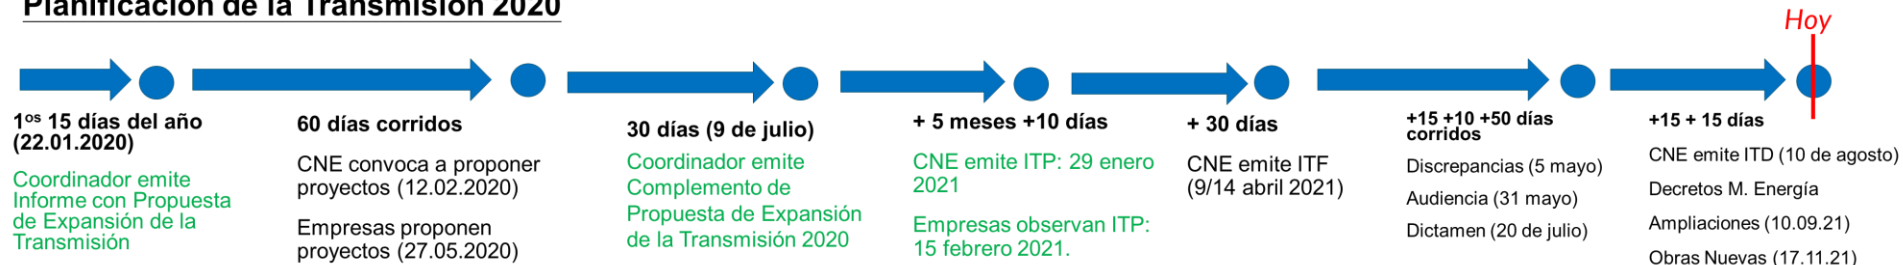 Planificación de la Transmisión 2020
Hoy
1os 15 días del año
(22.01.2020)
Coordinador emite
Informe con Propuesta
de Expansión de la
Transmisión
60 días corridos
CNE convoca a proponer
proyectos (12.02.2020)
Empresas proponen
proyectos (27.05.2020)
30 días (9 de julio)
Coordinador emite
Complemento de
Propuesta de Expansión
de la Transmisión 2020
+ 5 meses +10 días
CNE emite ITP: 29 enero
2021
Empresas observan ITP:
15 febrero 2021.
+ 30 días
CNE emite ITF
(9/14 abril 2021)
+15 +10 +50 días
corridos
Discrepancias (5 mayo)
Audiencia (31 mayo)
Dictamen (20 de julio)
+15 + 15 días
CNE emite ITD (10 de agosto)
Decretos M. Energía
Ampliaciones (10.09.21)
Obras Nuevas (17.11.21)